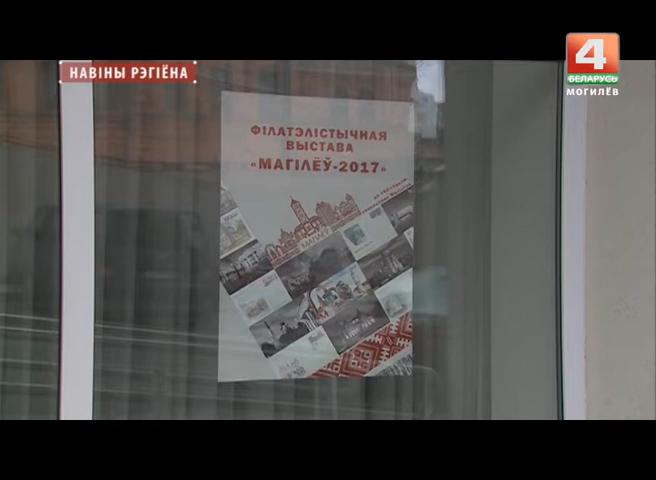 НАВІНЫ РЭГІЁНА
4
БЕЛАРУСЬ
МОГИЛЁВ
ФІЛАТЭЛІСТЫЧНАЯ
ВЫСТАВА
«МАГІЛЁЎ-2017»